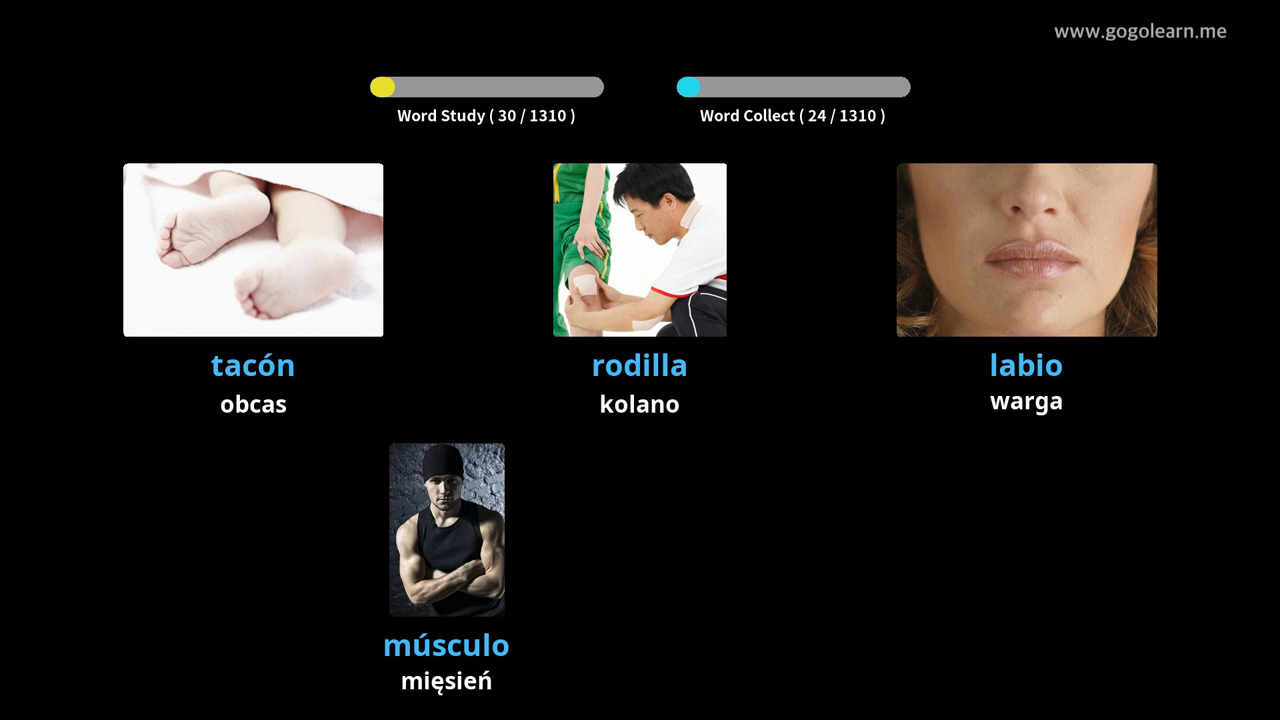 www.gogolearn.me
Word Study ( 30 / 1310 )
Word Collect ( 24 / 1310 )
tacón
obcas
rodilla
kolano
labio
warga
músculo
mięsień